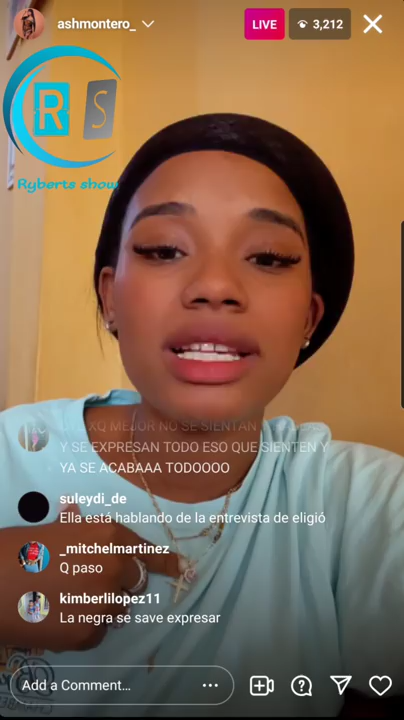 ashmontero_
LIVE
3,212
R S
Ryberts show
Y SE EXPRESAN TODO ESO QUE SIENTEN Y
YA SE ACABAAA TODOOOO
suleydi_de
Ella está hablando de la entrevista de eligió
_mitchelmartinez
Q paso
kimberlilopez11
La negra se save expresar
Add a Comment...